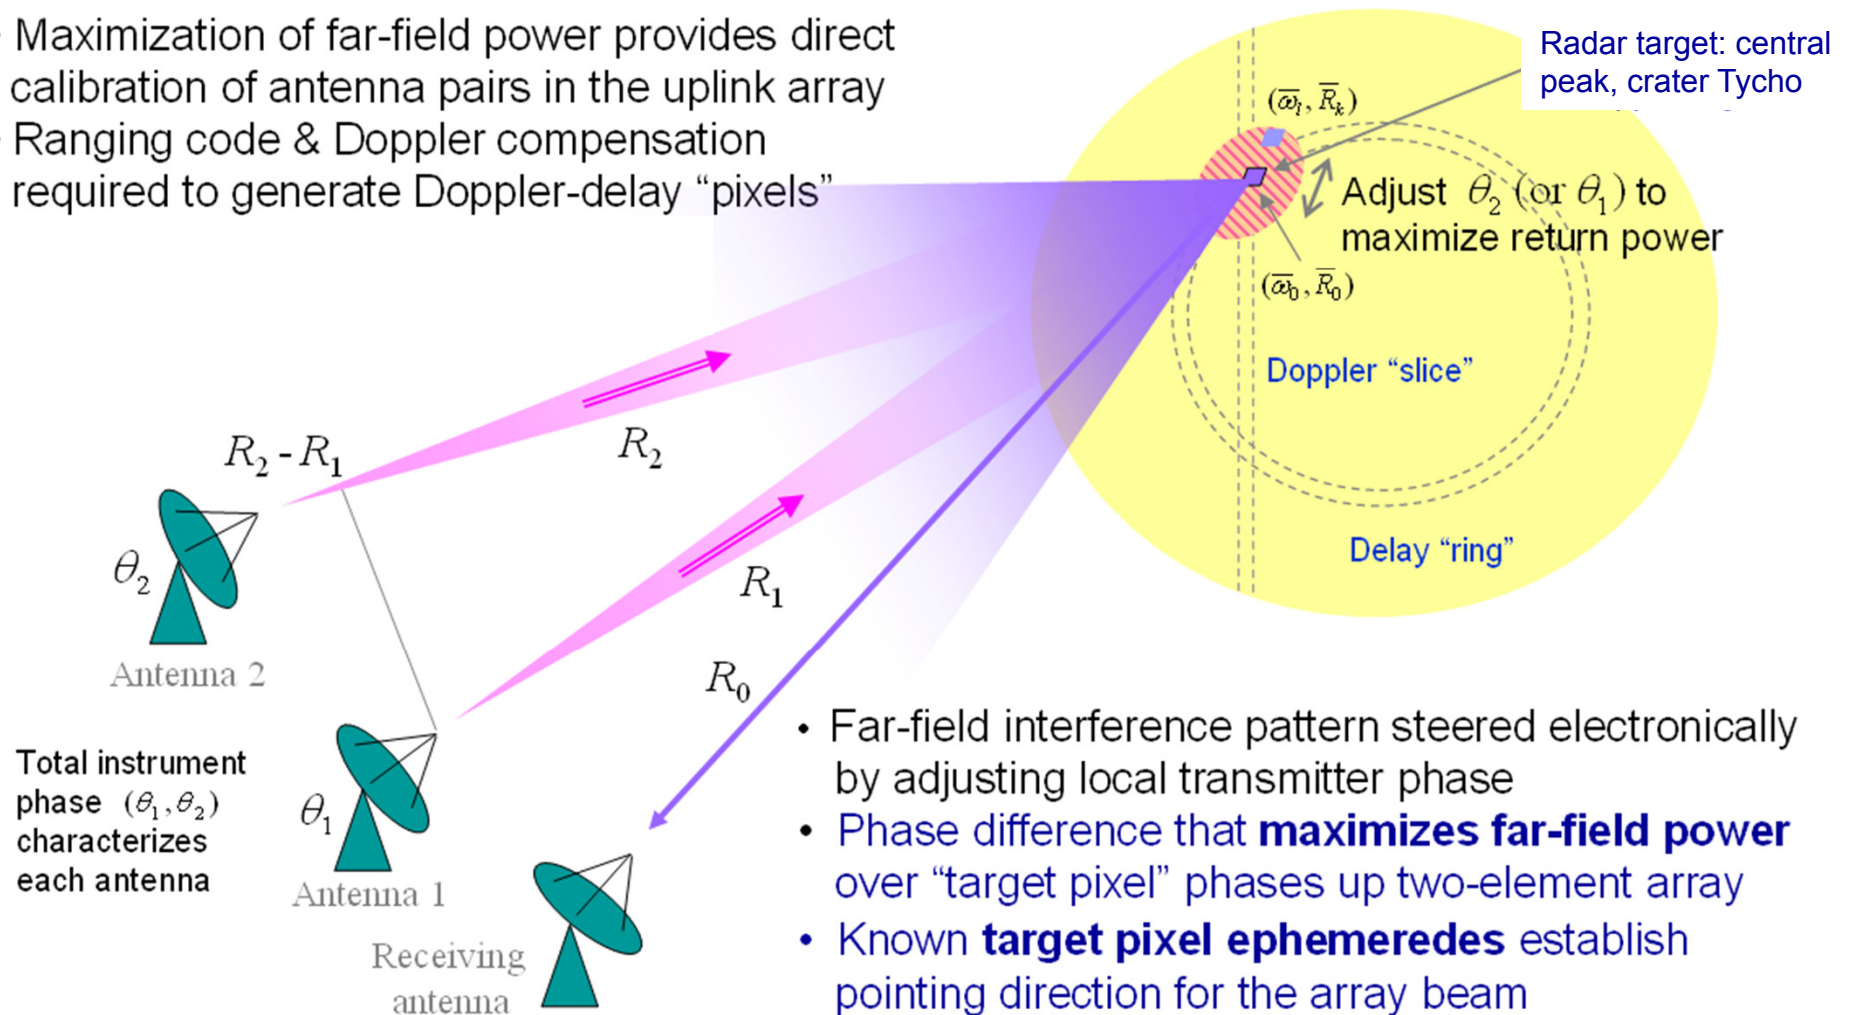 Maximization of far-field power provides direct
calibration of antenna pairs in the uplink array
Ranging code & Doppler compensation
required to generate Doppler-delay “pixels”
Radar target: central
peak, crater Tycho
(ω̅_l, R̅_k)
Adjust θ₂ (or θ₁) to
maximize return power
(ω̅₀, R̅₀)
Doppler “slice”
Delay “ring”
R₂ - R₁
R₂
R₁
R₀
θ₂
Antenna 2
Total instrument
phase (θ₁,θ₂)
characterizes
each antenna
θ₁
Antenna 1
Receiving
antenna
• Far-field interference pattern steered electronically
by adjusting local transmitter phase
• Phase difference that maximizes far-field power
over “target pixel” phases up two-element array
• Known target pixel ephemeredes establish
pointing direction for the array beam